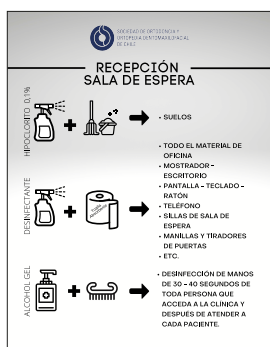 SOCIEDAD DE ORTODONCIA Y
ORTOPEDIA DENTOMAXILOFACIAL
DE CHILE
RECEPCIÓN
SALA DE ESPERA
HIPOCLORITO 0,1%
• SUELOS
DESINFECTANTE
• TODO EL MATERIAL DE
OFICINA
• MOSTRADOR -
ESCRITORIO
• PANTALLA - TECLADO -
RATÓN
• TELÉFONO
• SILLAS DE SALA DE
ESPERA
• MANILLAS Y TIRADORES
DE PUERTAS
• ETC.
ALCOHOL GEL
• DESINFECCIÓN DE MANOS
DE 30 - 40 SEGUNDOS DE
TODA PERSONA QUE
ACCEDA A LA CLÍNICA Y
DESPUÉS DE ATENDER A
CADA PACIENTE.